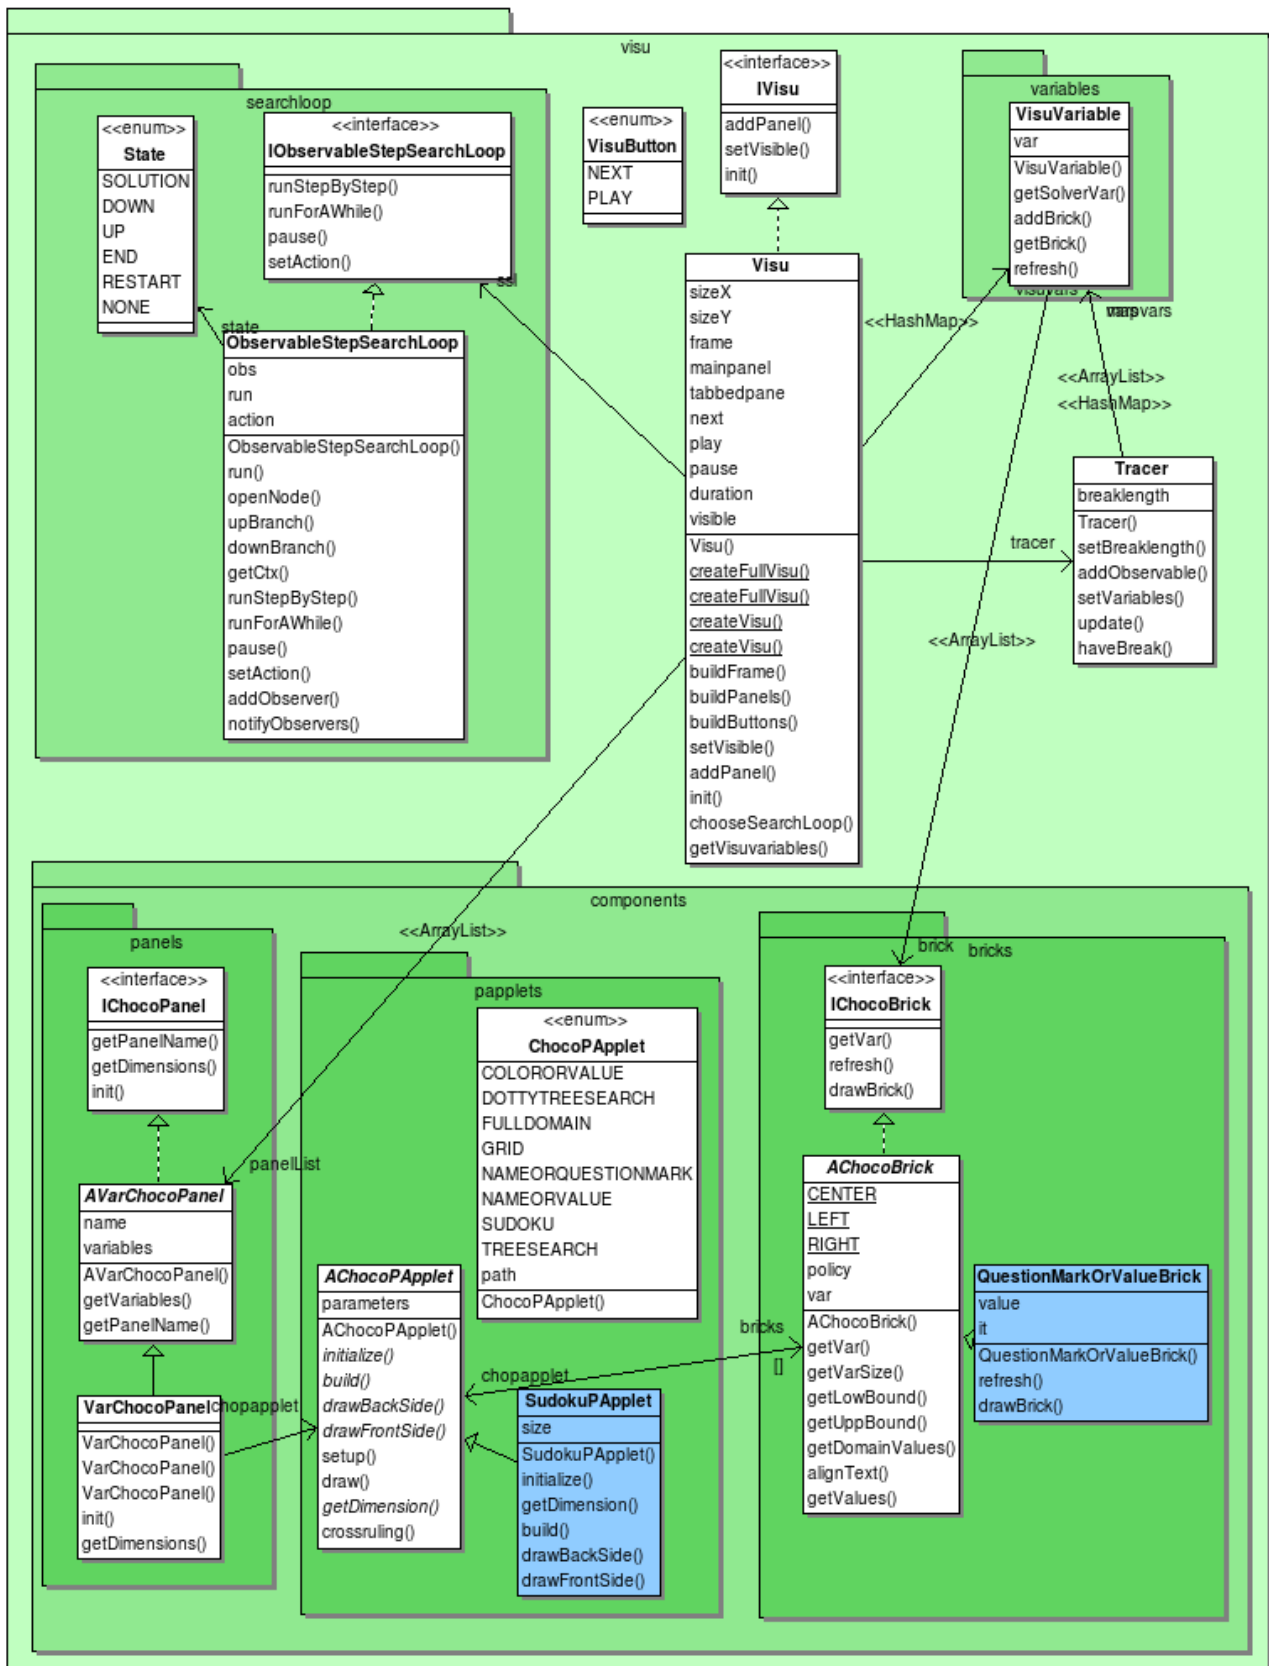 visu
searchloop
<<enum>>
State
SOLUTION
DOWN
UP
END
RESTART
NONE
<<interface>>
IObservableStepSearchLoop
runStepByStep()
runForAWhile()
pause()
setAction()
ssl
state
ObservableStepSearchLoop
obs
run
action
ObservableStepSearchLoop()
run()
openNode()
upBranch()
downBranch()
getCtx()
runStepByStep()
runForAWhile()
pause()
setAction()
addObserver()
notifyObservers()
<<enum>>
VisuButton
NEXT
PLAY
<<interface>>
IVisu
addPanel()
setVisible()
init()
Visu
sizeX
sizeY
frame
mainpanel
tabbedpane
next
play
pause
duration
visible
Visu()
createFullVisu()
createFullVisu()
createVisu()
createVisu()
buildFrame()
buildPanels()
buildButtons()
setVisible()
addPanel()
init()
chooseSearchLoop()
getVisuvariables()
variables
VisuVariable
var
VisuVariable()
getSolverVar()
addBrick()
getBrick()
refresh()
visuvars
<<HashMap>>
<<ArrayList>>
<<HashMap>>
Tracer
breaklength
Tracer()
setBreaklength()
addObservable()
setVariables()
update()
haveBreak()
tracer
<<ArrayList>>
components
<<ArrayList>>
panels
<<interface>>
IChocoPanel
getPanelName()
getDimensions()
init()
panelList
AVarChocoPanel
name
variables
AVarChocoPanel()
getVariables()
getPanelName()
VarChocoPanel
VarChocoPanel()
VarChocoPanel()
VarChocoPanel()
init()
getDimensions()
chopapplet
papplets
<<enum>>
ChocoPApplet
COLORORVALUE
DOTTYTREESEARCH
FULLDOMAIN
GRID
NAMEORQUESTIONMARK
NAMEORVALUE
SUDOKU
TREESEARCH
path
ChocoPApplet()
AChocoPApplet
parameters
AChocoPApplet()
initialize()
build()
drawBackSide()
drawFrontSide()
setup()
draw()
getDimension()
crossruling()
chopapplet
bricks
[]
SudokuPApplet
size
SudokuPApplet()
initialize()
getDimension()
build()
drawBackSide()
drawFrontSide()
brick
bricks
<<interface>>
IChocoBrick
getVar()
refresh()
drawBrick()
AChocoBrick
CENTER
LEFT
RIGHT
policy
var
AChocoBrick()
getVar()
getVarSize()
getLowBound()
getUppBound()
getDomainValues()
alignText()
getValues()
QuestionMarkOrValueBrick
value
it
QuestionMarkOrValueBrick()
refresh()
drawBrick()